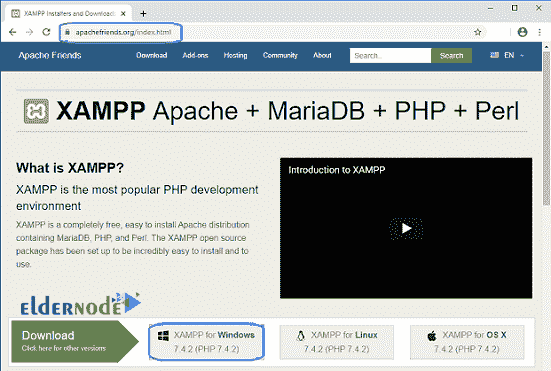 XAMPP Installers and Downloads
apachefriends.org/index.html
Apache Friends Download Add-ons Hosting Community About Search... Search EN
XAMPP Apache + MariaDB + PHP + Perl
What is XAMPP?
XAMPP is the most popular PHP development
environment
XAMPP is a completely free, easy to install Apache distribution
containing MariaDB, PHP, and Perl. The XAMPP open source
package has been set up to be incredibly easy to install and to
use.
Introduction to XAMPP
eldernode
Download
Click here for other versions
XAMPP for Windows
7.4.2 (PHP 7.4.2)
XAMPP for Linux
7.4.2 (PHP 7.4.2)
XAMPP for OS X
7.4.2 (PHP 7.4.2)